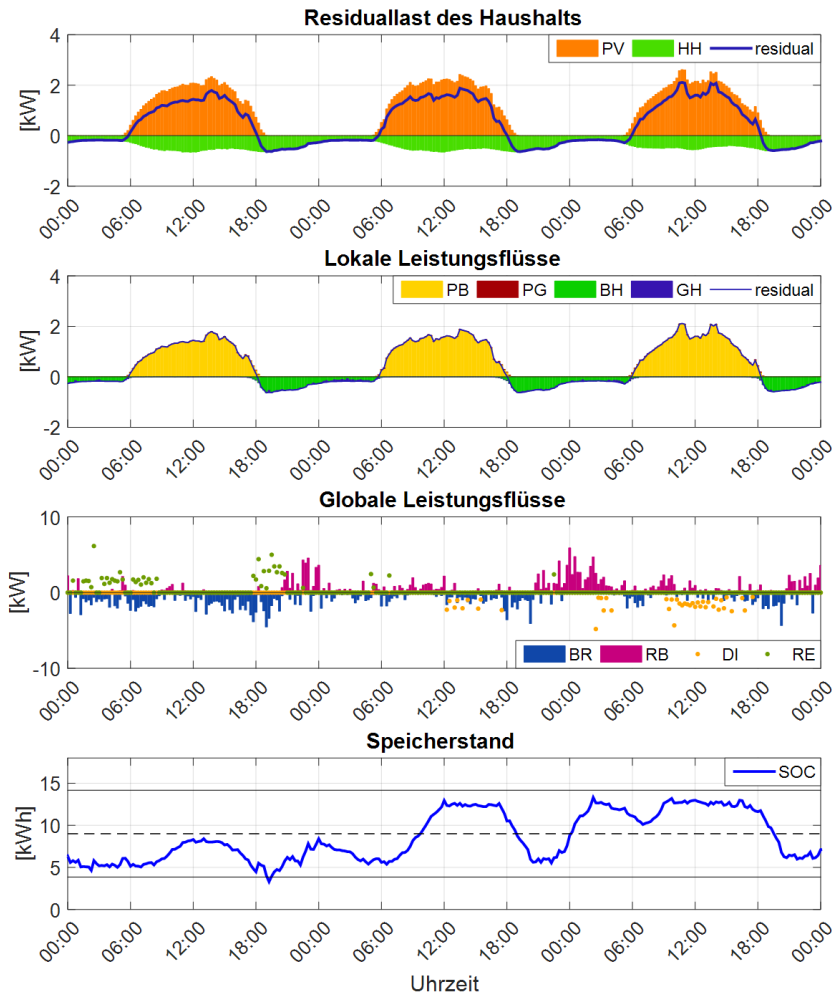 Residuallast des Haushalts
PV HH residual
[kW]
4
2
0
-2
00:00 06:00 12:00 18:00 00:00 06:00 12:00 18:00 00:00 06:00 12:00 18:00 00:00
Lokale Leistungsflüsse
PB PG BH GH residual
[kW]
4
2
0
-2
00:00 06:00 12:00 18:00 00:00 06:00 12:00 18:00 00:00 06:00 12:00 18:00 00:00
Globale Leistungsflüsse
[kW]
10
0
-10
BR RB DI RE
00:00 06:00 12:00 18:00 00:00 06:00 12:00 18:00 00:00 06:00 12:00 18:00 00:00
Speicherstand
SOC
[kWh]
15
10
5
0
00:00 06:00 12:00 18:00 00:00 06:00 12:00 18:00 00:00 06:00 12:00 18:00 00:00
Uhrzeit